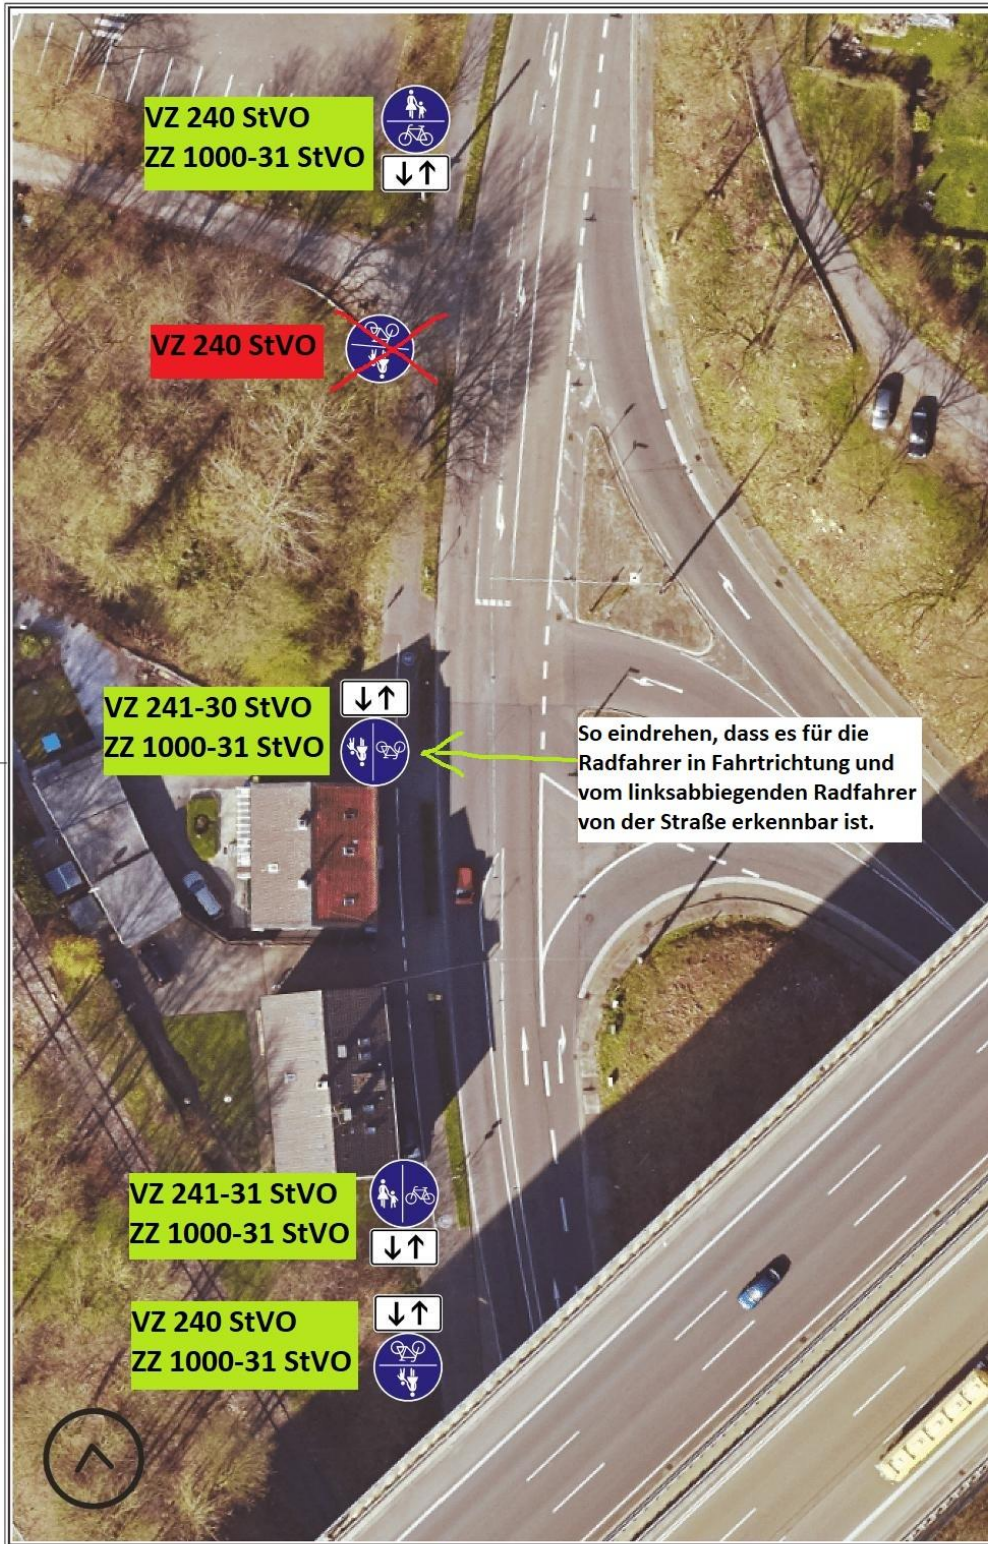 VZ 240 StVO
ZZ 1000-31 StVO
VZ 240 StVO
VZ 241-30 StVO
ZZ 1000-31 StVO
So eindrehen, dass es für die
Radfahrer in Fahrtrichtung und
vom linksabbiegenden Radfahrer
von der Straße erkennbar ist.
VZ 241-31 StVO
ZZ 1000-31 StVO
VZ 240 StVO
ZZ 1000-31 StVO